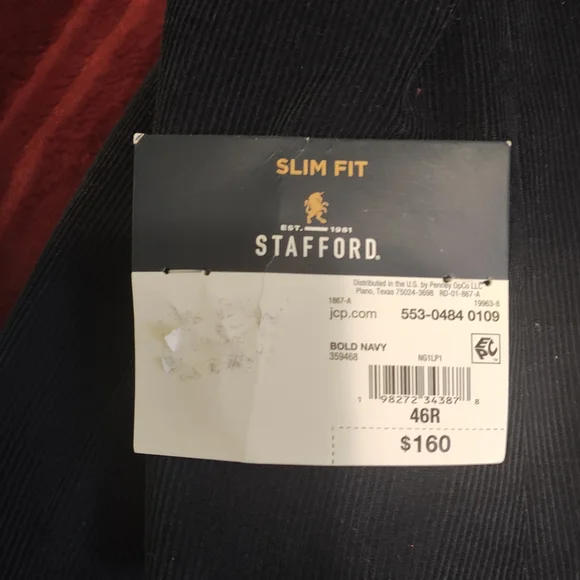 SLIM FIT
EST. 1981
STAFFORD.
Distributed in the U.S. by Penney OpCo LLC
Plano, Texas 75024-3698 RD-01-867-A
1867-A 19963-8
jcp.com 553-0484 0109
BOLD NAVY
359468 NG1LP1
EPC
1 98272 34387 8
46R
$160